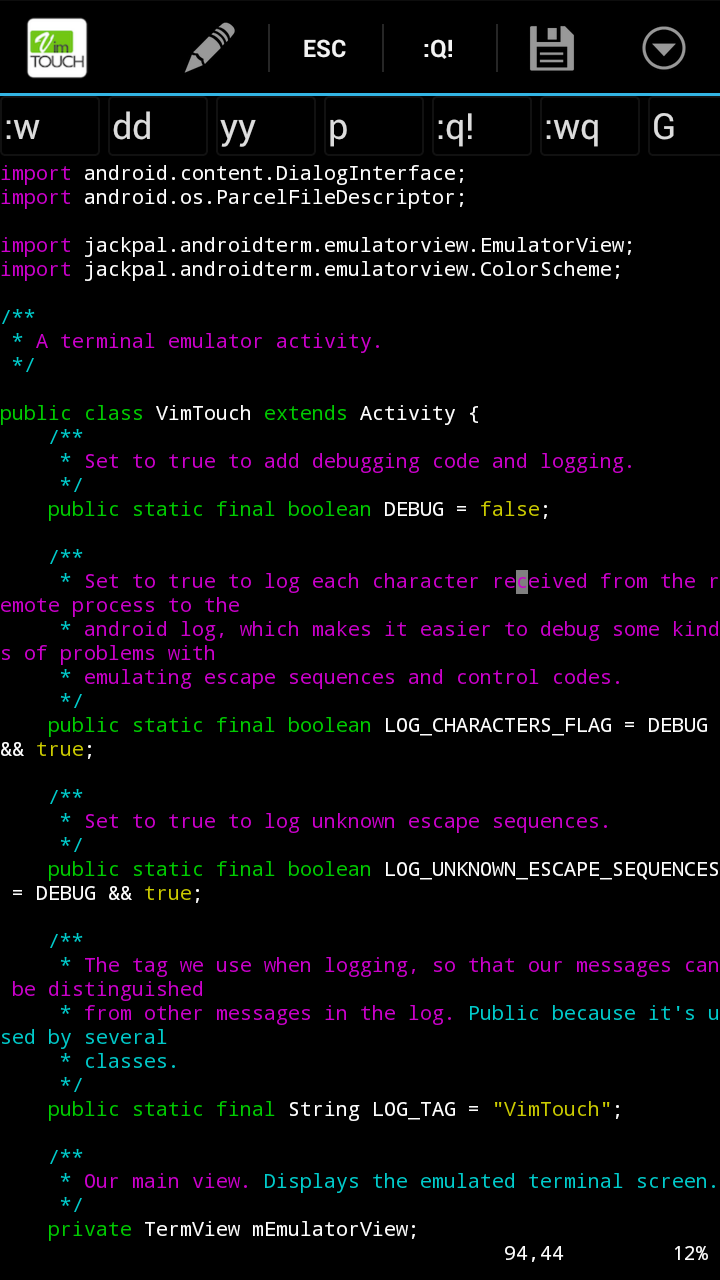 Vim TOUCH ESC :Q!
:w dd yy p :q! :wq G
import android.content.DialogInterface;
import android.os.ParcelFileDescriptor;
import jackpal.androidterm.emulatorview.EmulatorView;
import jackpal.androidterm.emulatorview.ColorScheme;
/**
 * A terminal emulator activity.
 */
public class VimTouch extends Activity {
    /**
     * Set to true to add debugging code and logging.
     */
    public static final boolean DEBUG = false;
    /**
     * Set to true to log each character received from the r
emote process to the
     * android log, which makes it easier to debug some kind
s of problems with
     * emulating escape sequences and control codes.
     */
    public static final boolean LOG_CHARACTERS_FLAG = DEBUG
&& true;
    /**
     * Set to true to log unknown escape sequences.
     */
    public static final boolean LOG_UNKNOWN_ESCAPE_SEQUENCES
 = DEBUG && true;
    /**
     * The tag we use when logging, so that our messages can
 be distinguished
     * from other messages in the log. Public because it's u
sed by several
     * classes.
     */
    public static final String LOG_TAG = "VimTouch";
    /**
     * Our main view. Displays the emulated terminal screen.
     */
    private TermView mEmulatorView;
94,44 12%